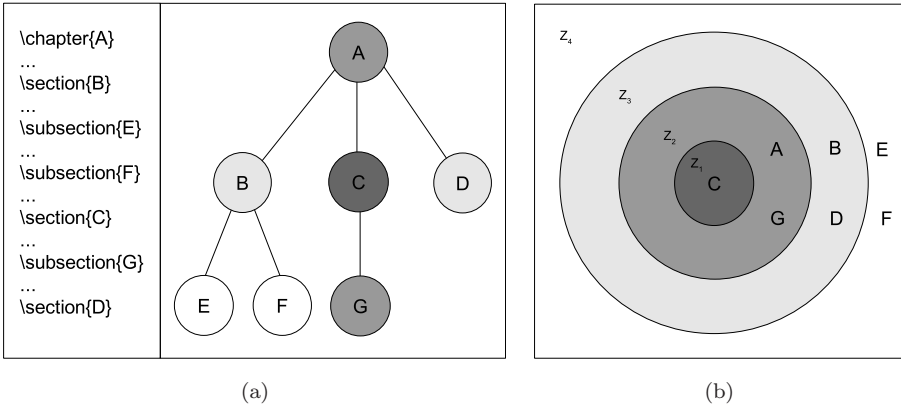 \chapter{A}
...
\section{B}
...
\subsection{E}
...
\subsection{F}
...
\section{C}
...
\subsection{G}
...
\section{D}
A
B C D
E F G
(a)
Z4
Z3
Z2
Z1
A B E
C
G D F
(b)